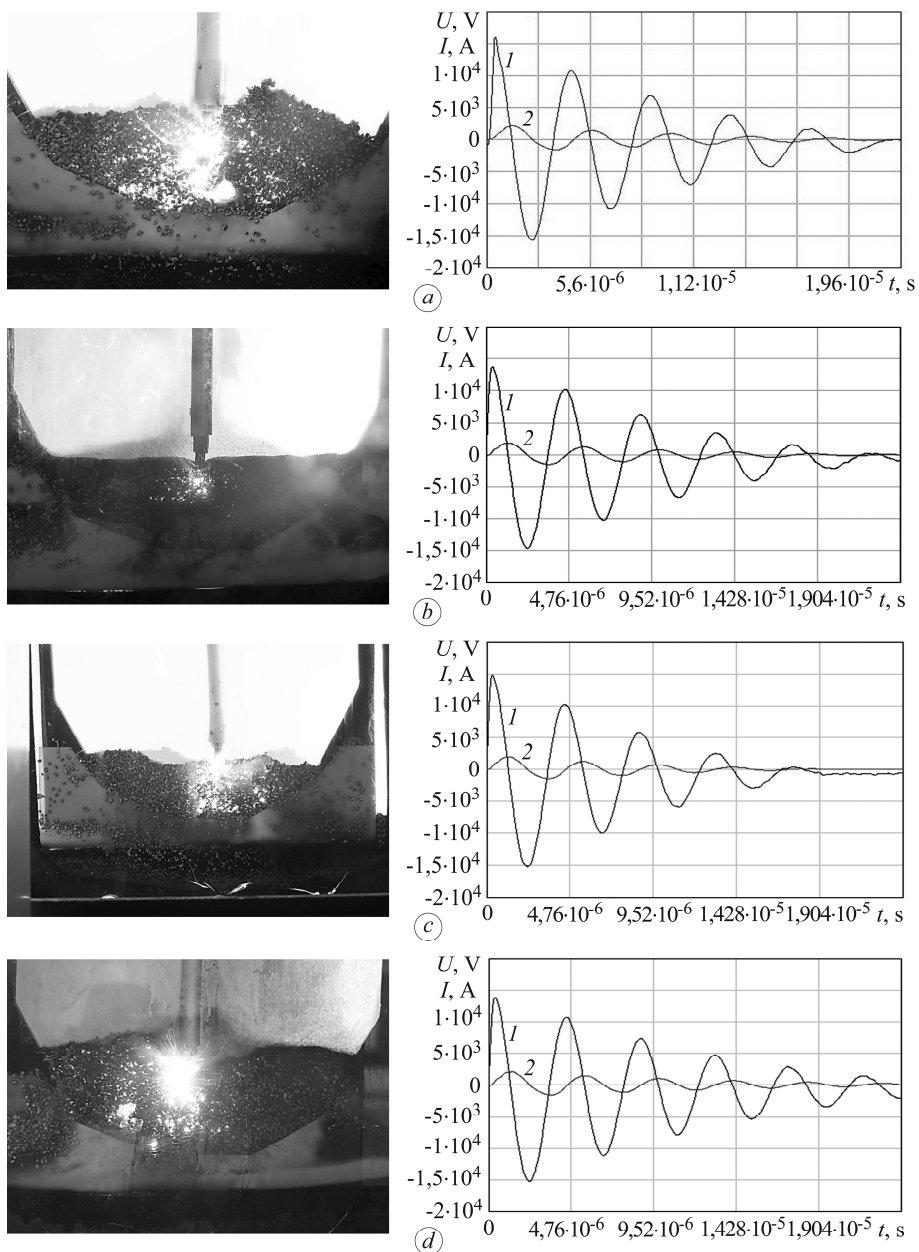 U, V
I, A
1·10⁴
5·10³
0
-5·10³
-1·10⁴
-1,5·10⁴
-2·10⁴
1
2
0 5,6·10⁻⁶ 1,12·10⁻⁵ 1,96·10⁻⁵ t, s
a
U, V
I, A
1·10⁴
5·10³
0
-5·10³
-1·10⁴
-1,5·10⁴
-2·10⁴
1
2
0 4,76·10⁻⁶ 9,52·10⁻⁶ 1,428·10⁻⁵ 1,904·10⁻⁵ t, s
b
U, V
I, A
1·10⁴
5·10³
0
-5·10³
-1·10⁴
-1,5·10⁴
-2·10⁴
1
2
0 4,76·10⁻⁶ 9,52·10⁻⁶ 1,428·10⁻⁵ 1,904·10⁻⁵ t, s
c
U, V
I, A
1·10⁴
5·10³
0
-5·10³
-1·10⁴
-1,5·10⁴
-2·10⁴
1
2
0 4,76·10⁻⁶ 9,52·10⁻⁶ 1,428·10⁻⁵ 1,904·10⁻⁵ t, s
d